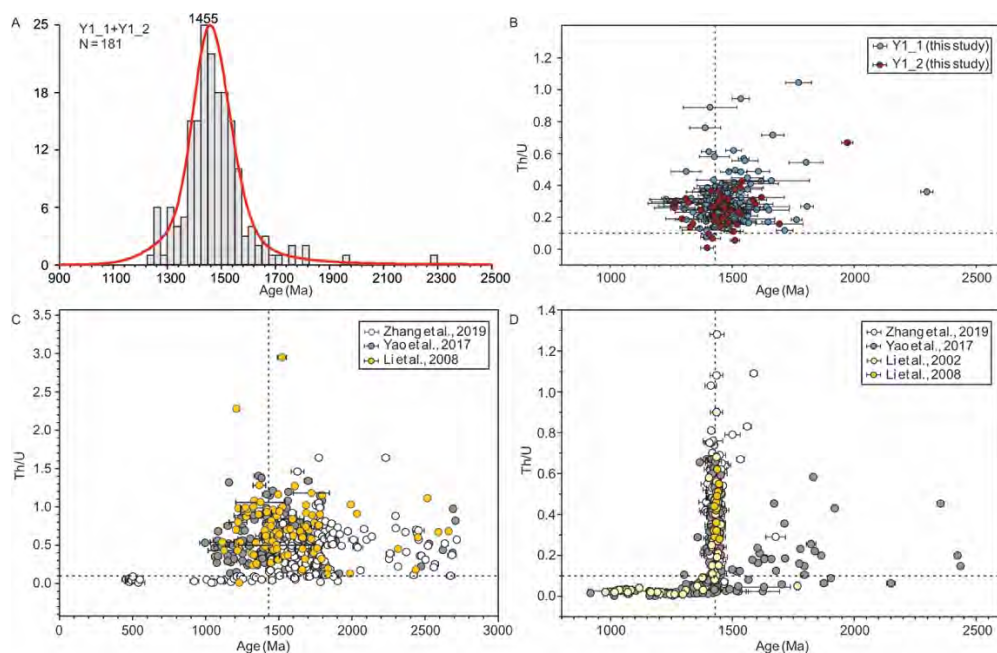 A
Y1_1+Y1_2
N = 181
1455
25
18
12
6
0
900 1100 1300 1500 1700 1900 2100 2300 2500
Age (Ma)
B
Y1_1 (this study)
Y1_2 (this study)
Th/U
1.2
1.0
0.8
0.6
0.4
0.2
0.0
1000 1500 2000 2500
Age (Ma)
C
Zhang et al., 2019
Yao et al., 2017
Li et al., 2008
Th/U
3.5
3.0
2.5
2.0
1.5
1.0
0.5
0.0
0 500 1000 1500 2000 2500 3000
Age (Ma)
D
Zhang et al., 2019
Yao et al., 2017
Li et al., 2002
Li et al., 2008
Th/U
1.4
1.2
1.0
0.8
0.6
0.4
0.2
0.0
1000 1500 2000 2500
Age (Ma)